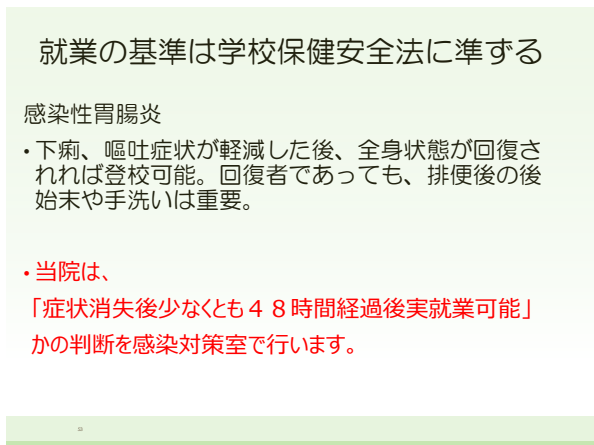 就業の基準は学校保健安全法に準ずる
感染性胃腸炎
・下痢、嘔吐症状が軽減した後、全身状態が回復さ
れれば登校可能。回復者であっても、排便後の後
始末や手洗いは重要。
・当院は、
「症状消失後少なくとも４８時間経過後実就業可能」
かの判断を感染対策室で行います。